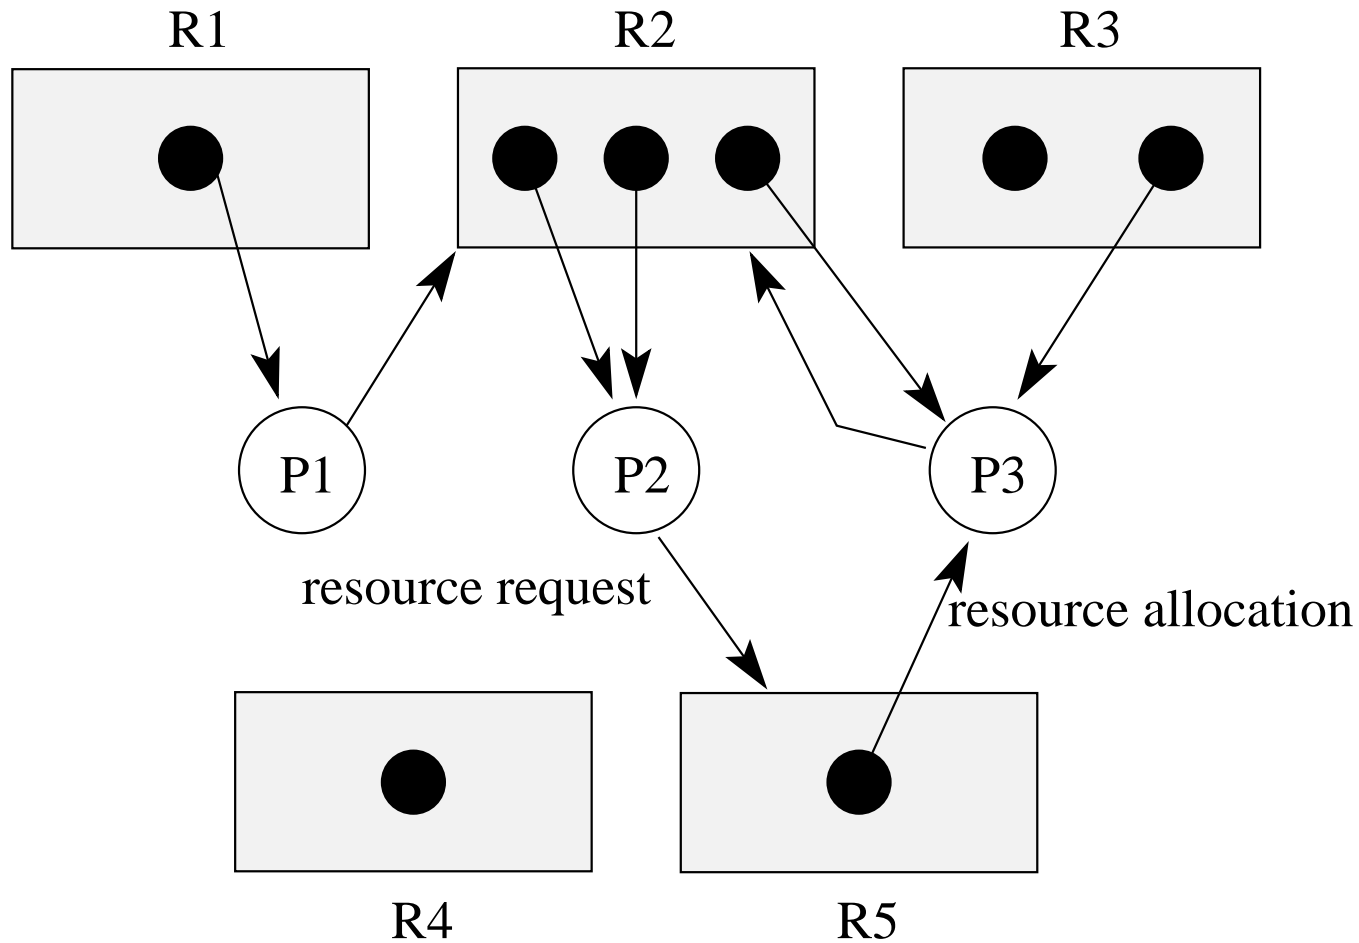 R1
R2
R3
P1
P2
P3
resource request
resource allocation
R4
R5